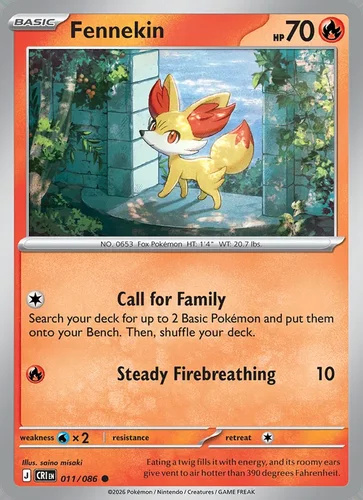 BASIC Fennekin HP 70
NO. 0653 Fox Pokémon HT: 1'4" WT: 20.7 lbs.
Call for Family
Search your deck for up to 2 Basic Pokémon and put them
onto your Bench. Then, shuffle your deck.
Steady Firebreathing 10
weakness ×2 resistance retreat
Illus. saino misaki
J CRI EN 011/086
Eating a twig fills it with energy, and its roomy ears
give vent to air hotter than 390 degrees Fahrenheit.
©2026 Pokémon / Nintendo / Creatures / GAME FREAK